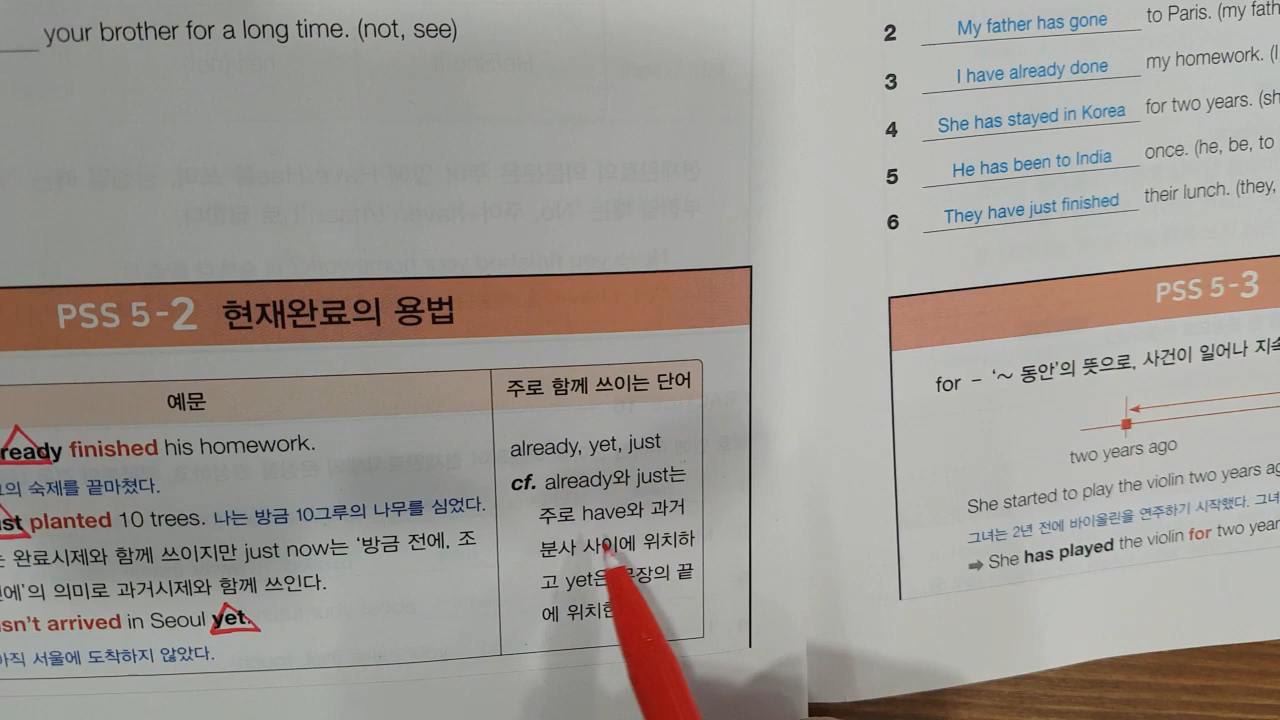 your brother for a long time. (not, see)
PSS 5-2 현재완료의 용법
예문
주로 함께 쓰이는 단어
already finished his homework.
그의 숙제를 끝마쳤다.
just planted 10 trees. 나는 방금 10그루의 나무를 심었다.
는 완료시제와 함께 쓰이지만 just now는 '방금 전에, 조
전에'의 의미로 과거시제와 함께 쓰인다.
hasn't arrived in Seoul yet.
아직 서울에 도착하지 않았다.
already, yet, just
cf. already와 just는
주로 have와 과거
분사 사이에 위치하
고 yet은 문장의 끝
에 위치한
2 My father has gone to Paris. (my fath
3 I have already done my homework. (I
4 She has stayed in Korea for two years. (sh
5 He has been to India once. (he, be, to
6 They have just finished their lunch. (they,
PSS 5-3
for - '~ 동안'의 뜻으로, 사건이 일어나 지속
two years ago
She started to play the violin two years ag
그녀는 2년 전에 바이올린을 연주하기 시작했다. 그녀
➡ She has played the violin for two year